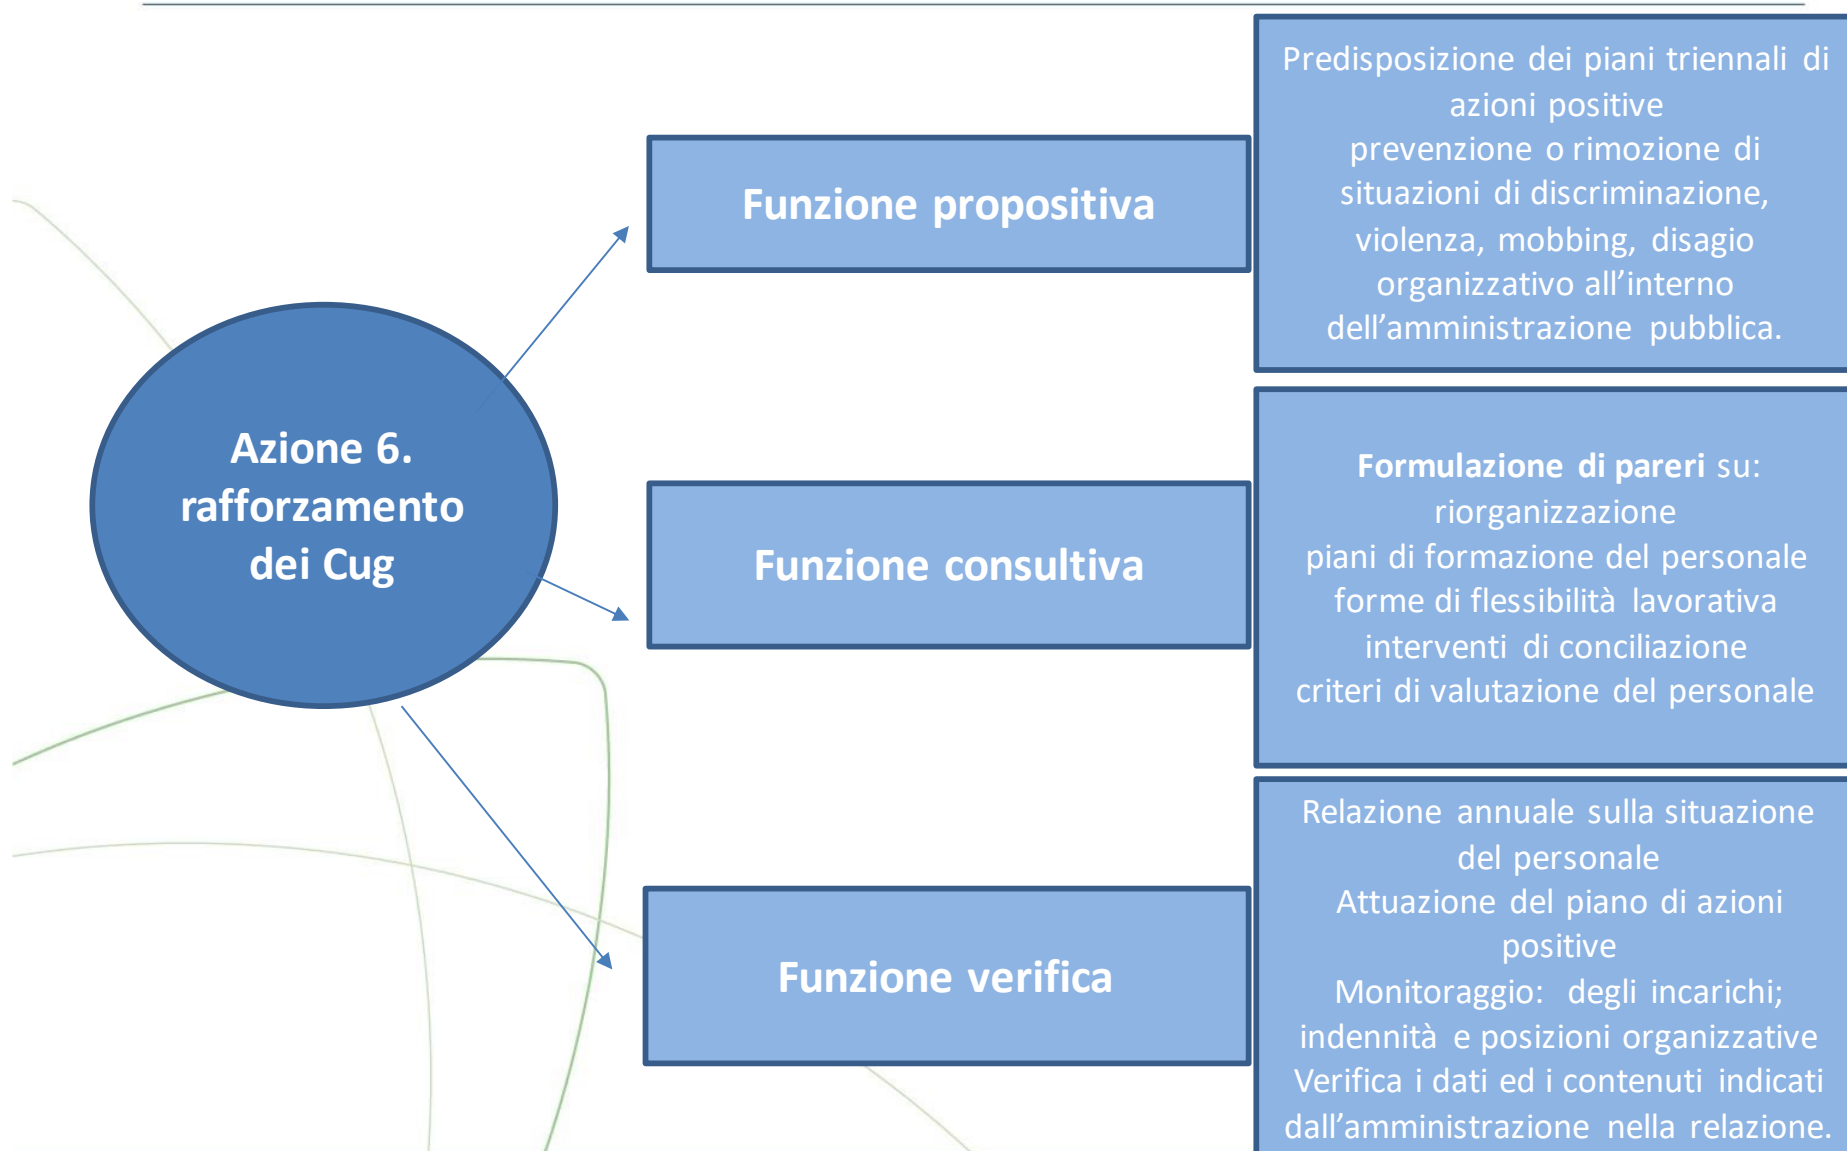 Azione 6.
rafforzamento
dei Cug
Funzione propositiva
Predisposizione dei piani triennali di
azioni positive
prevenzione o rimozione di
situazioni di discriminazione,
violenza, mobbing, disagio
organizzativo all’interno
dell’amministrazione pubblica.
Funzione consultiva
Formulazione di pareri su:
riorganizzazione
piani di formazione del personale
forme di flessibilità lavorativa
interventi di conciliazione
criteri di valutazione del personale
Funzione verifica
Relazione annuale sulla situazione
del personale
Attuazione del piano di azioni
positive
Monitoraggio: degli incarichi;
indennità e posizioni organizzative
Verifica i dati ed i contenuti indicati
dall’amministrazione nella relazione.